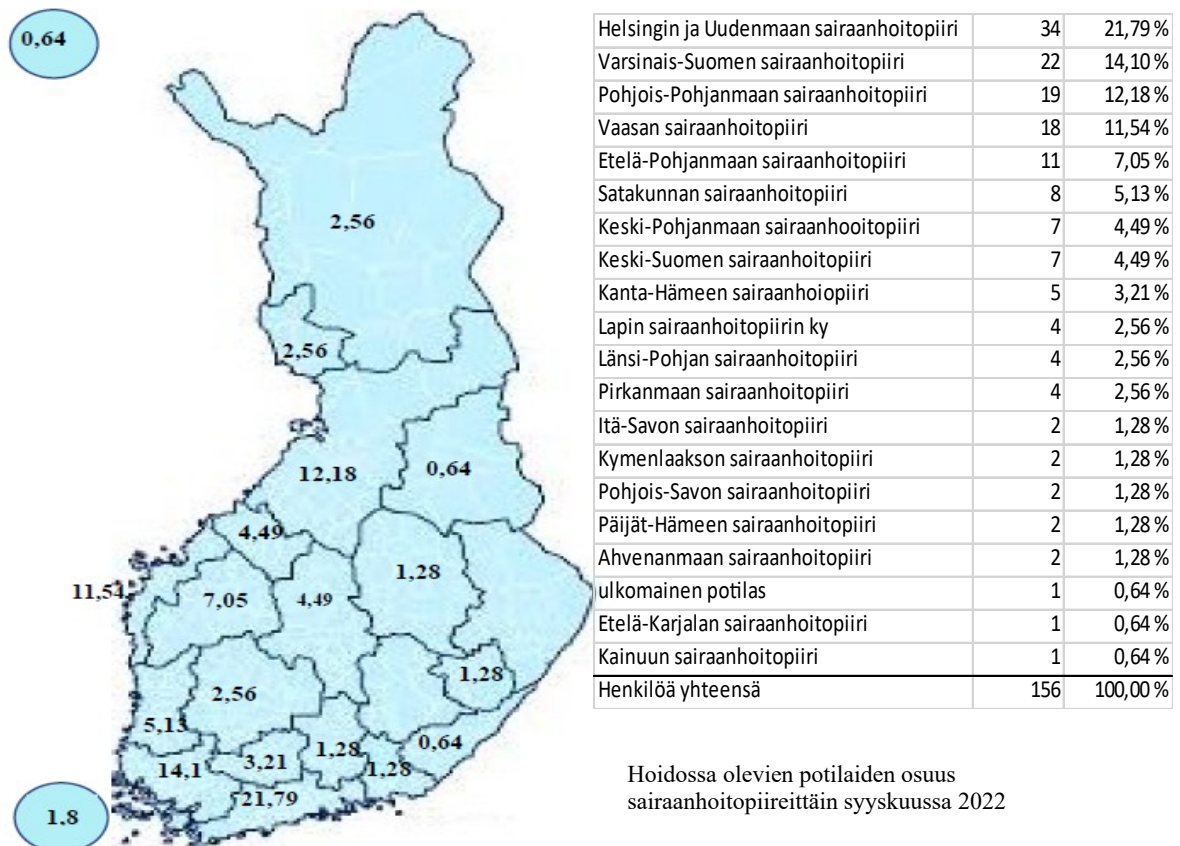 0,64
2,56
2,56
12,18
0,64
4,49
11,54
7,05
4,49
1,28
2,56
1,28
5,13
0,64
14,1
3,21
1,28
1,28
21,79
1,8
Helsingin ja Uudenmaan sairaanhoitopiiri 34 21,79 %
Varsinais-Suomen sairaanhoitopiiri 22 14,10 %
Pohjois-Pohjanmaan sairaanhoitopiiri 19 12,18 %
Vaasan sairaanhoitopiiri 18 11,54 %
Etelä-Pohjanmaan sairaanhoitopiiri 11 7,05 %
Satakunnan sairaanhoitopiiri 8 5,13 %
Keski-Pohjanmaan sairaanhooitopiiri 7 4,49 %
Keski-Suomen sairaanhoitopiiri 7 4,49 %
Kanta-Hämeen sairaanhoiopiiri 5 3,21 %
Lapin sairaanhoitopiirin ky 4 2,56 %
Länsi-Pohjan sairaanhoitopiiri 4 2,56 %
Pirkanmaan sairaanhoitopiiri 4 2,56 %
Itä-Savon sairaanhoitopiiri 2 1,28 %
Kymenlaakson sairaanhoitopiiri 2 1,28 %
Pohjois-Savon sairaanhoitopiiri 2 1,28 %
Päijät-Hämeen sairaanhoitopiiri 2 1,28 %
Ahvenanmaan sairaanhoitopiiri 2 1,28 %
ulkomainen potilas 1 0,64 %
Etelä-Karjalan sairaanhoitopiiri 1 0,64 %
Kainuun sairaanhoitopiiri 1 0,64 %
Henkilöä yhteensä 156 100,00 %
Hoidossa olevien potilaiden osuus
sairaanhoitopiireittäin syyskuussa 2022